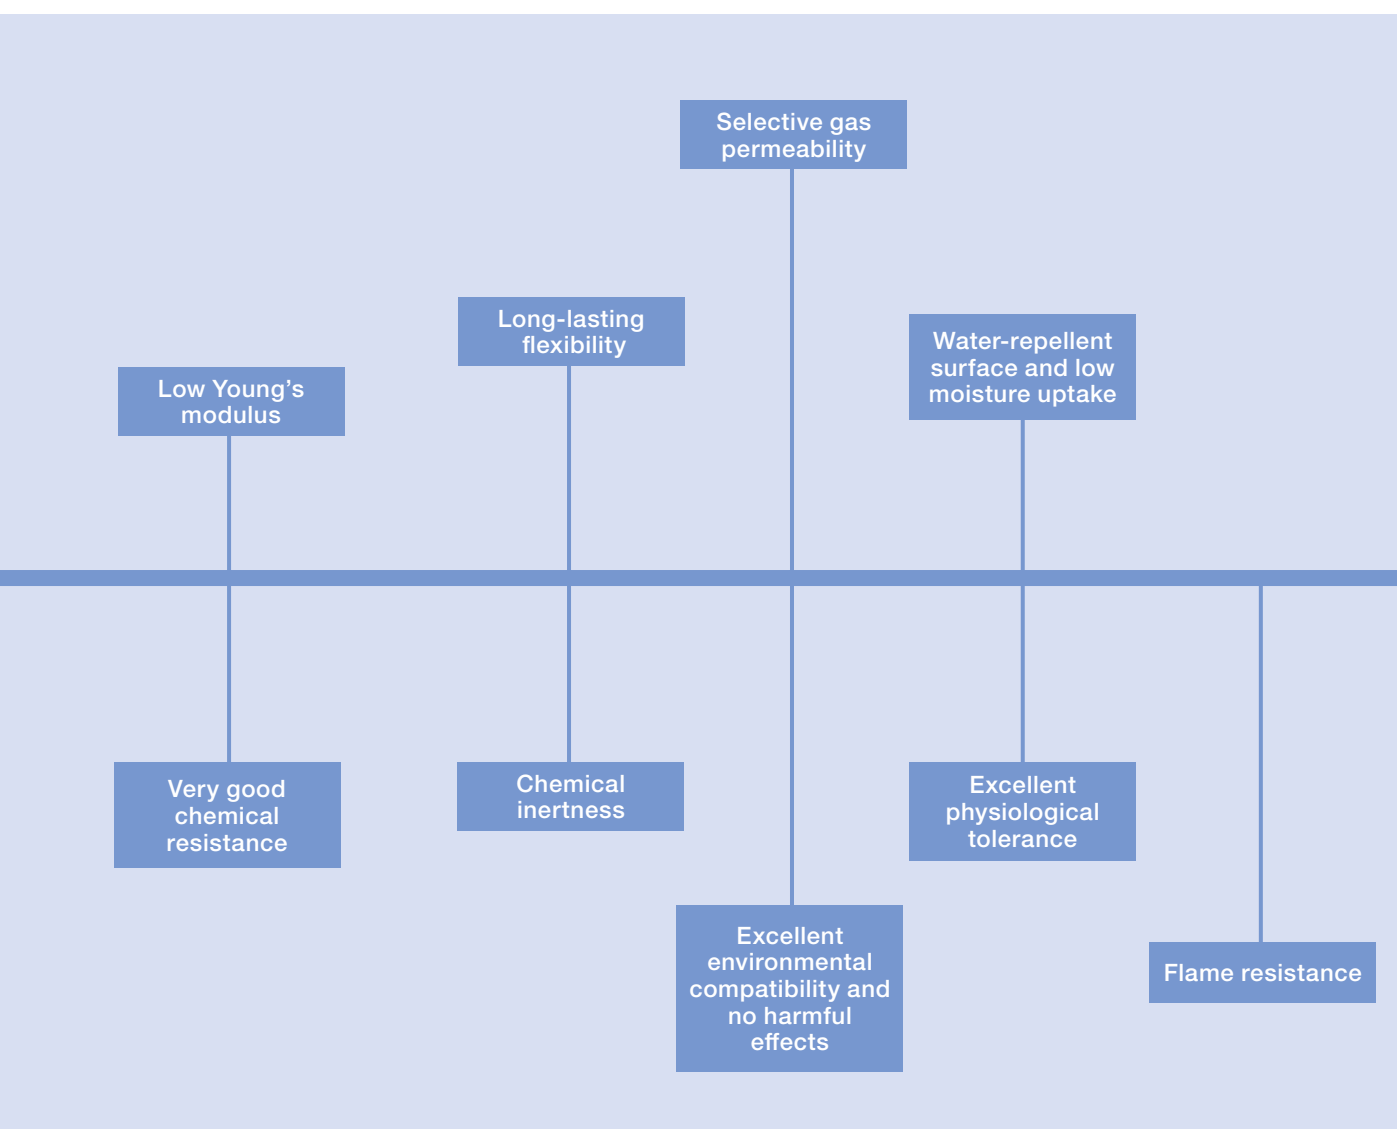 Selective gas
permeability
Long-lasting
flexibility
Water-repellent
surface and low
moisture uptake
Low Young’s
modulus
Very good
chemical
resistance
Chemical
inertness
Excellent
physiological
tolerance
Excellent
environmental
compatibility and
no harmful
effects
Flame resistance